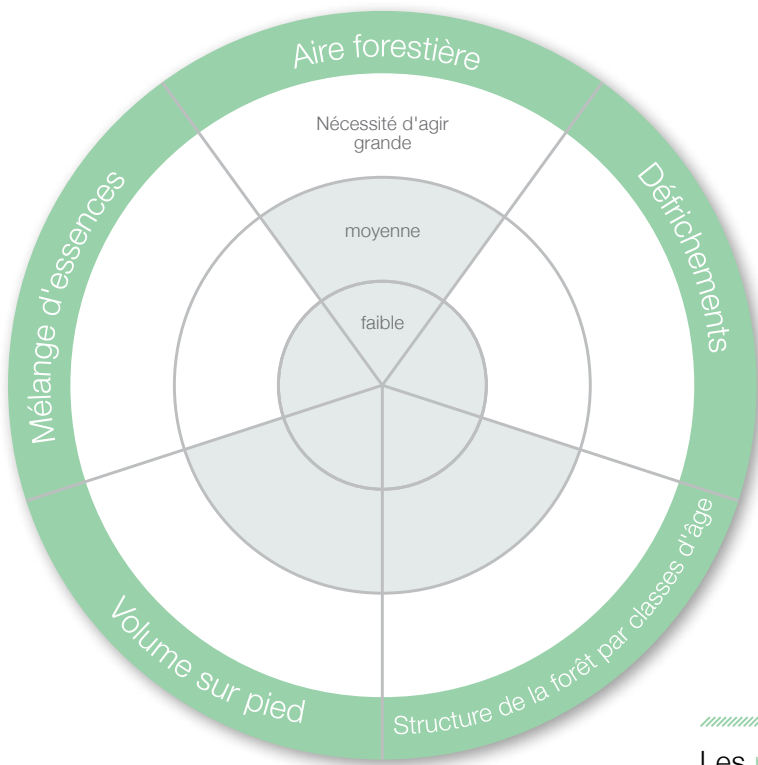 Aire forestière
Nécessité d'agir
grande
moyenne
faible
Défrichements
Mélange d'essences
Volume sur pied
Structure de la forêt par classes d'âge
Les